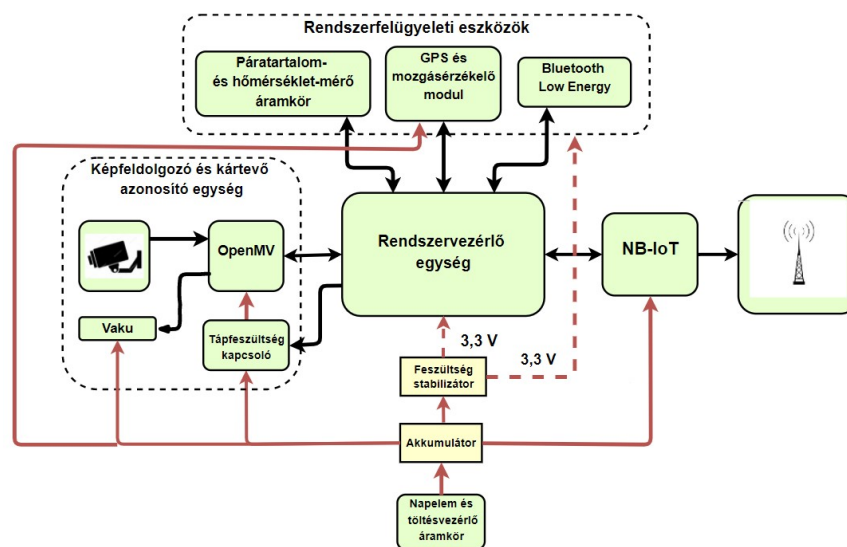 Rendszerfelügyeleti eszközök
Páratartalom-
és hőmérséklet-mérő
áramkör
GPS és
mozgásérzékelő
modul
Bluetooth
Low Energy
Képfeldolgozó és kártevő
azonosító egység
OpenMV
Vaku
Tápfeszültség
kapcsoló
Rendszervezérlő
egység
NB-IoT
3,3 V
3,3 V
Feszültség
stabilizátor
Akkumulátor
Napelem és
töltésvezérlő
áramkör